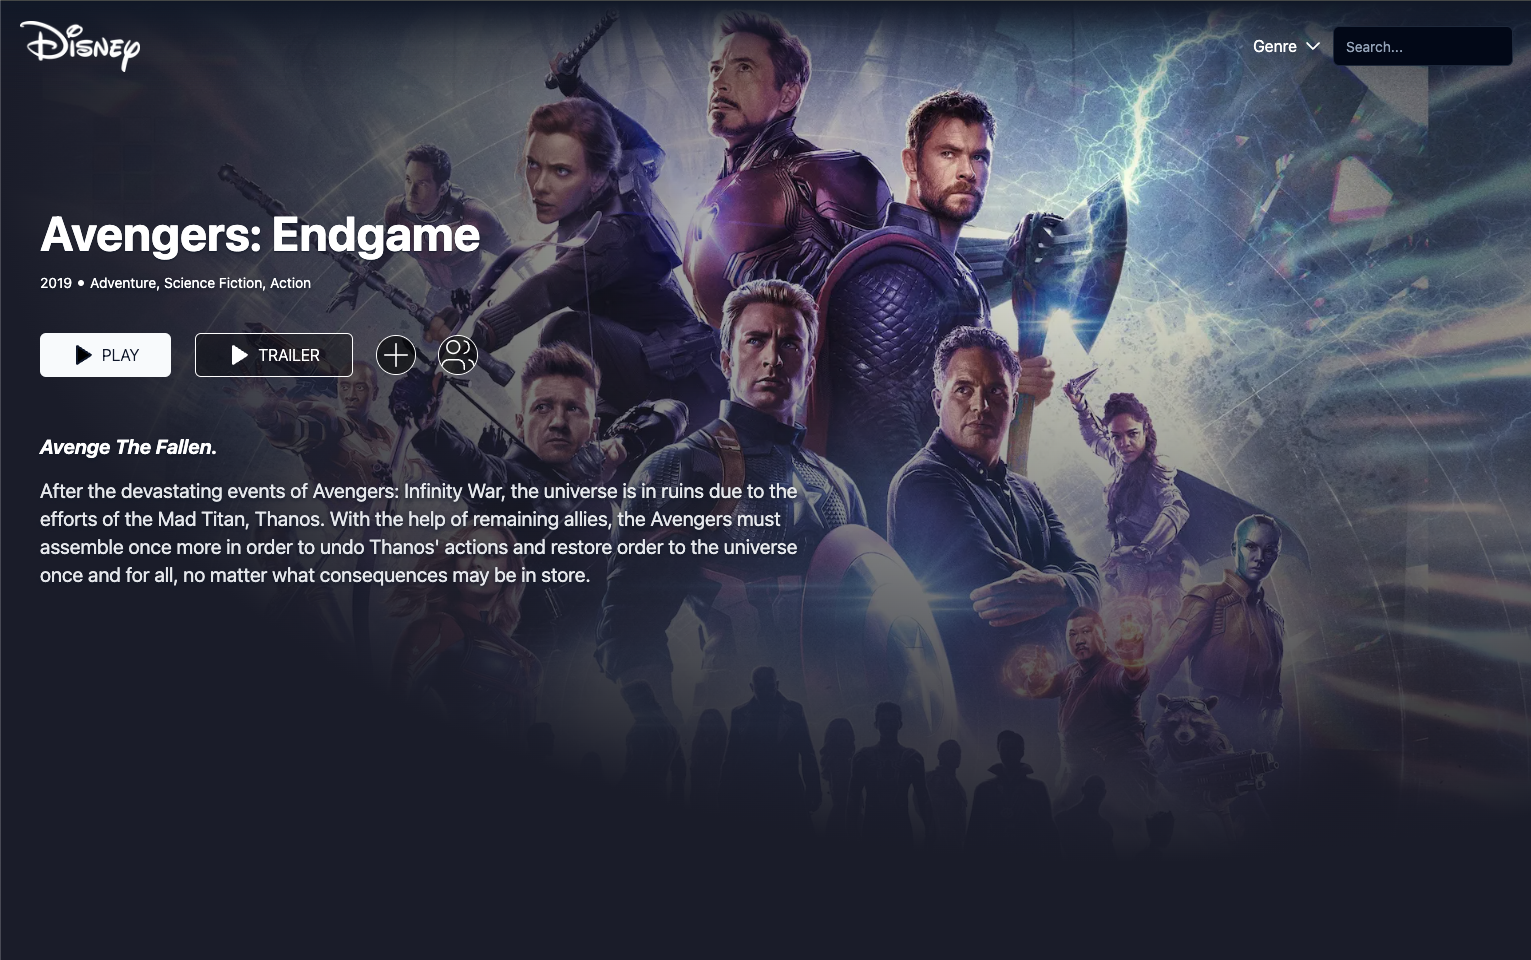 Disney
Genre
Search...
Avengers: Endgame
2019 • Adventure, Science Fiction, Action
PLAY
TRAILER
Avenge The Fallen.
After the devastating events of Avengers: Infinity War, the universe is in ruins due to the
efforts of the Mad Titan, Thanos. With the help of remaining allies, the Avengers must
assemble once more in order to undo Thanos' actions and restore order to the universe
once and for all, no matter what consequences may be in store.